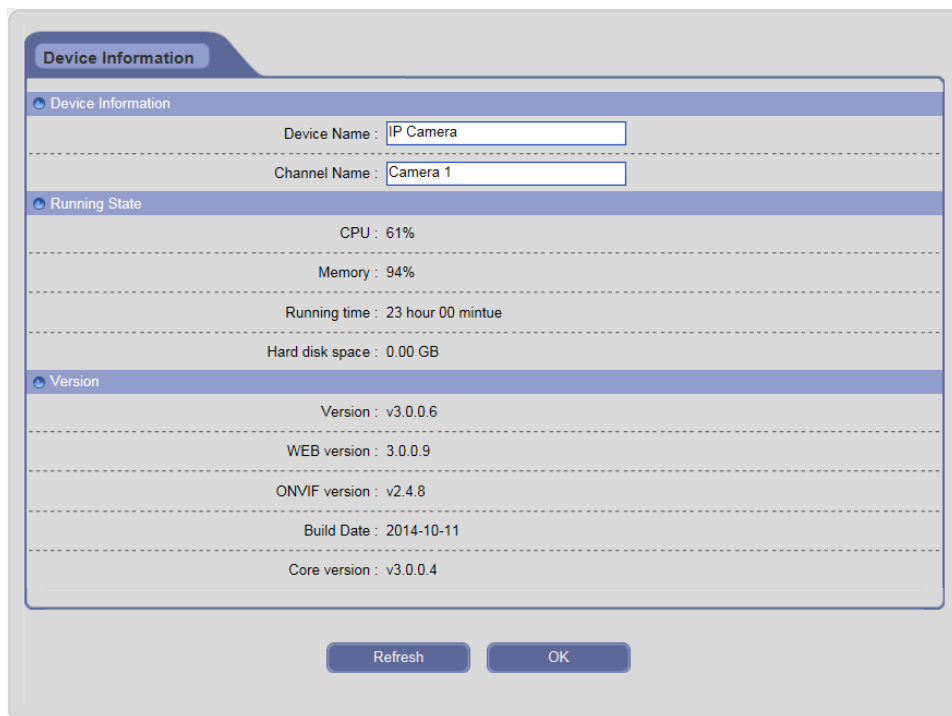 Device Information
Device Information
Device Name : IP Camera
Channel Name : Camera 1
Running State
CPU : 61%
Memory : 94%
Running time : 23 hour 00 mintue
Hard disk space : 0.00 GB
Version
Version : v3.0.0.6
WEB version : 3.0.0.9
ONVIF version : v2.4.8
Build Date : 2014-10-11
Core version : v3.0.0.4
Refresh OK